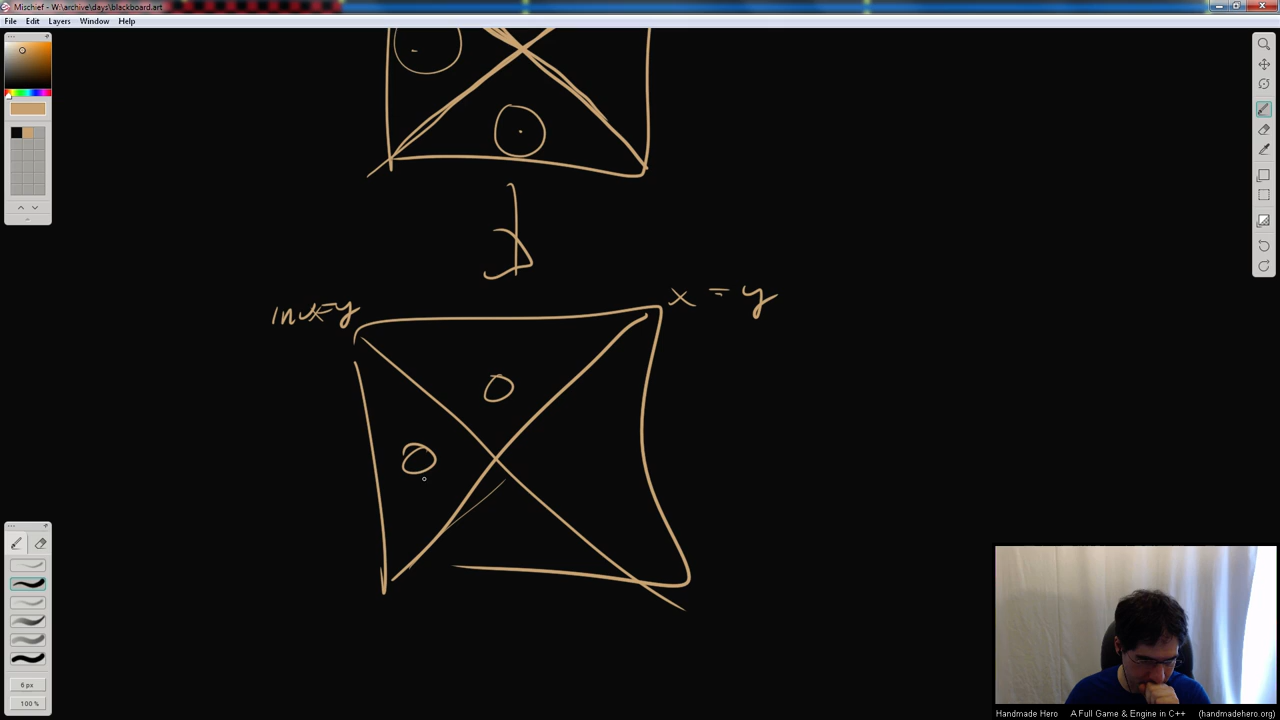 Mischief - W:\archive\days\blackboard.art
File Edit Layers Window Help
x = y
inv x=y
6 px
100 %
Handmade Hero A Full Game & Engine in C++ (handmadehero.org)